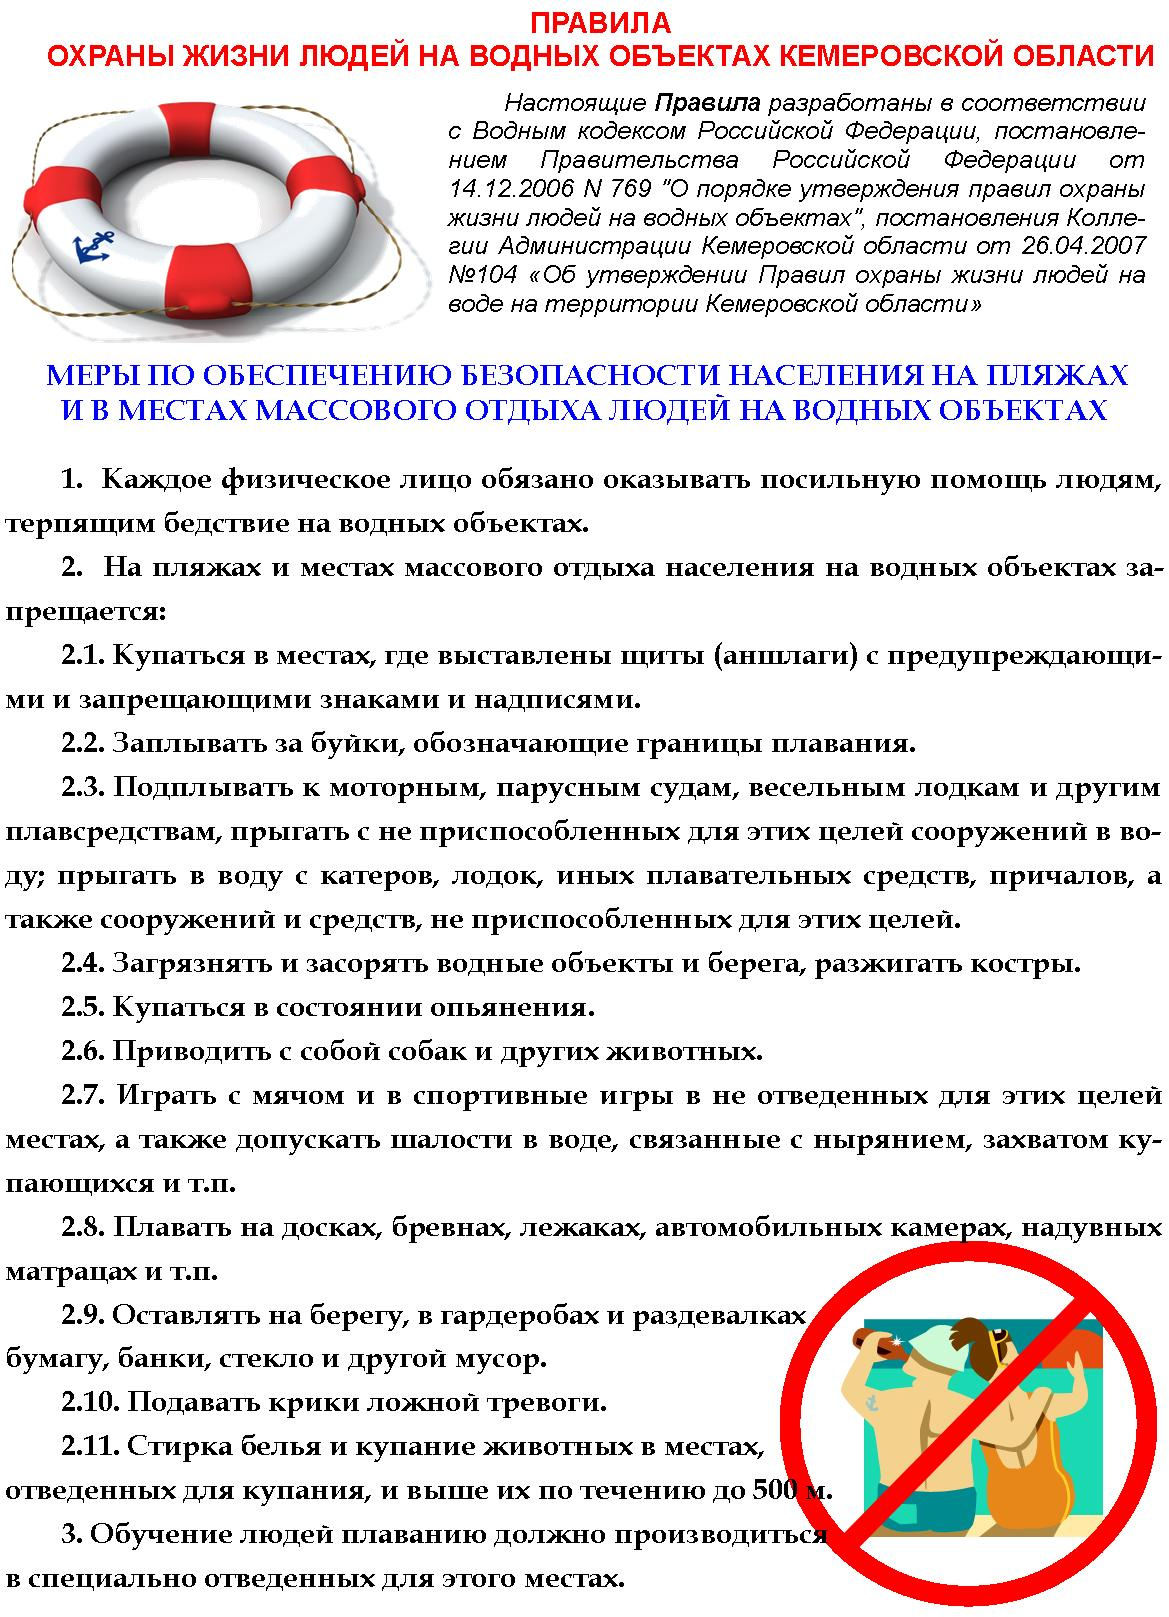 ПРАВИЛА
ОХРАНЫ ЖИЗНИ ЛЮДЕЙ НА ВОДНЫХ ОБЪЕКТАХ КЕМЕРОВСКОЙ ОБЛАСТИ
Настоящие Правила разработаны в соответствии
с Водным кодексом Российской Федерации, постановле-
нием Правительства Российской Федерации от
14.12.2006 N 769 "О порядке утверждения правил охраны
жизни людей на водных объектах", постановления Колле-
гии Администрации Кемеровской области от 26.04.2007
№104 «Об утверждении Правил охраны жизни людей на
воде на территории Кемеровской области»
МЕРЫ ПО ОБЕСПЕЧЕНИЮ БЕЗОПАСНОСТИ НАСЕЛЕНИЯ НА ПЛЯЖАХ
И В МЕСТАХ МАССОВОГО ОТДЫХА ЛЮДЕЙ НА ВОДНЫХ ОБЪЕКТАХ
1. Каждое физическое лицо обязано оказывать посильную помощь людям,
терпящим бедствие на водных объектах.
2. На пляжах и местах массового отдыха населения на водных объектах за-
прещается:
2.1. Купаться в местах, где выставлены щиты (аншлаги) с предупреждающи-
ми и запрещающими знаками и надписями.
2.2. Заплывать за буйки, обозначающие границы плавания.
2.3. Подплывать к моторным, парусным судам, весельным лодкам и другим
плавсредствам, прыгать с не приспособленных для этих целей сооружений в во-
ду; прыгать в воду с катеров, лодок, иных плавательных средств, причалов, а
также сооружений и средств, не приспособленных для этих целей.
2.4. Загрязнять и засорять водные объекты и берега, разжигать костры.
2.5. Купаться в состоянии опьянения.
2.6. Приводить с собой собак и других животных.
2.7. Играть с мячом и в спортивные игры в не отведенных для этих целей
местах, а также допускать шалости в воде, связанные с нырянием, захватом ку-
пающихся и т.п.
2.8. Плавать на досках, бревнах, лежаках, автомобильных камерах, надувных
матрацах и т.п.
2.9. Оставлять на берегу, в гардеробах и раздевалках
бумагу, банки, стекло и другой мусор.
2.10. Подавать крики ложной тревоги.
2.11. Стирка белья и купание животных в местах,
отведенных для купания, и выше их по течению до 500 м.
3. Обучение людей плаванию должно производиться
в специально отведенных для этого местах.